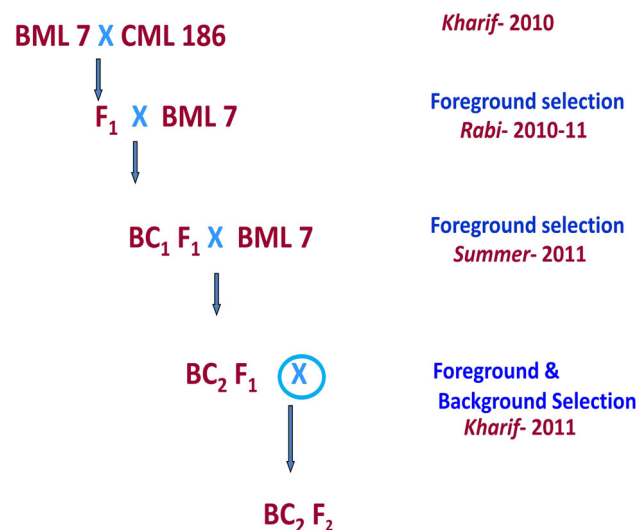 BML 7 X CML 186
Kharif- 2010
F₁ X BML 7
Foreground selection
Rabi- 2010-11
BC₁ F₁ X BML 7
Foreground selection
Summer- 2011
BC₂ F₁ X
Foreground &
Background Selection
Kharif- 2011
BC₂ F₂